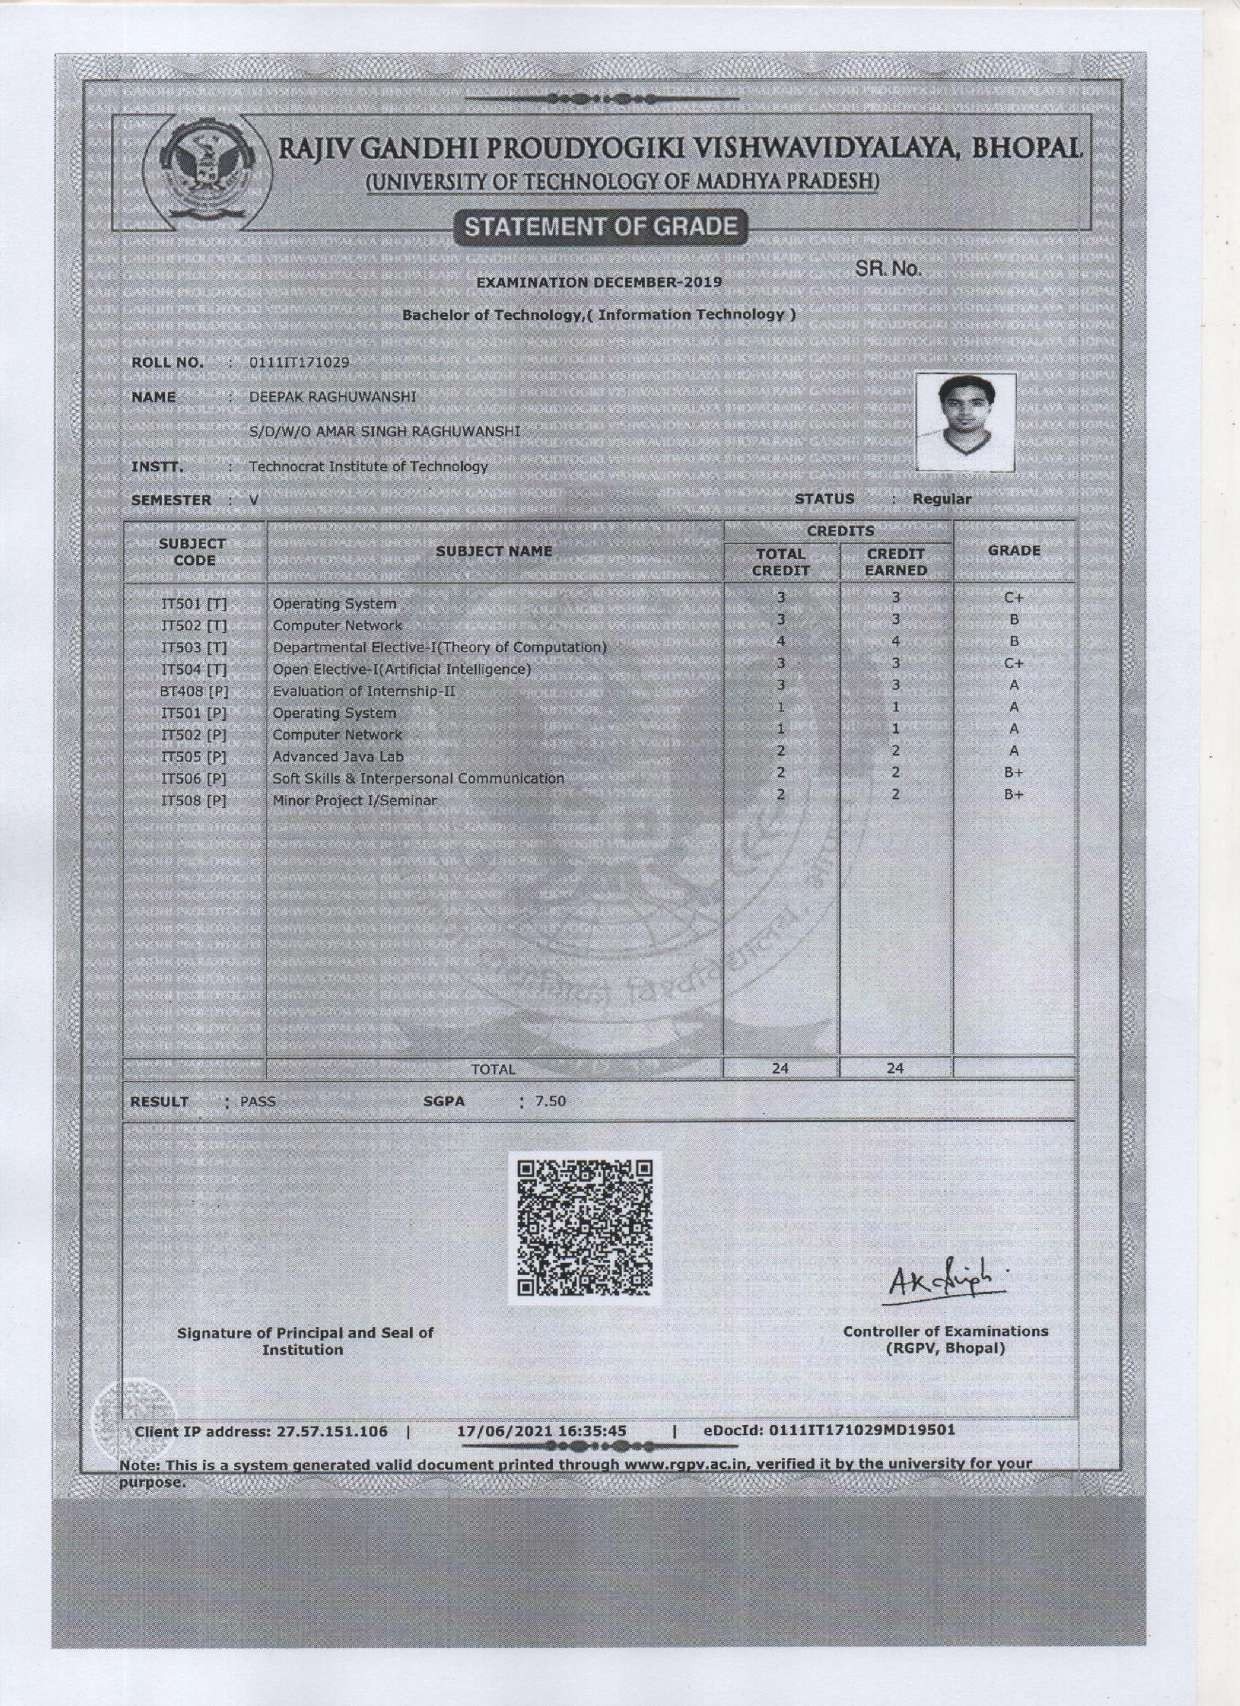 RAJIV GANDHI PROUDYOGIKI VISHWAVIDYALAYA, BHOPAL
(UNIVERSITY OF TECHNOLOGY OF MADHYA PRADESH)
STATEMENT OF GRADE
SR. No.
EXAMINATION DECEMBER-2019
Bachelor of Technology,( Information Technology )
ROLL NO. : 0111IT171029
NAME : DEEPAK RAGHUWANSHI
S/D/W/O AMAR SINGH RAGHUWANSHI
INSTT. : Technocrat Institute of Technology
SEMESTER : V STATUS : Regular
SUBJECT CODE SUBJECT NAME CREDITS TOTAL CREDIT CREDIT EARNED GRADE
IT501 [T] Operating System 3 3 C+
IT502 [T] Computer Network 3 3 B
IT503 [T] Departmental Elective-I(Theory of Computation) 4 4 B
IT504 [T] Open Elective-I(Artificial Intelligence) 3 3 C+
BT408 [P] Evaluation of Internship-II 3 3 A
IT501 [P] Operating System 1 1 A
IT502 [P] Computer Network 1 1 A
IT505 [P] Advanced Java Lab 2 2 A
IT506 [P] Soft Skills & Interpersonal Communication 2 2 B+
IT508 [P] Minor Project I/Seminar 2 2 B+
TOTAL 24 24
RESULT : PASS SGPA : 7.50
AK Singh
Signature of Principal and Seal of
Institution
Controller of Examinations
(RGPV, Bhopal)
Client IP address: 27.57.151.106 | 17/06/2021 16:35:45 | eDocId: 0111IT171029MD19501
Note: This is a system generated valid document printed through www.rgpv.ac.in, verified it by the university for your
purpose.